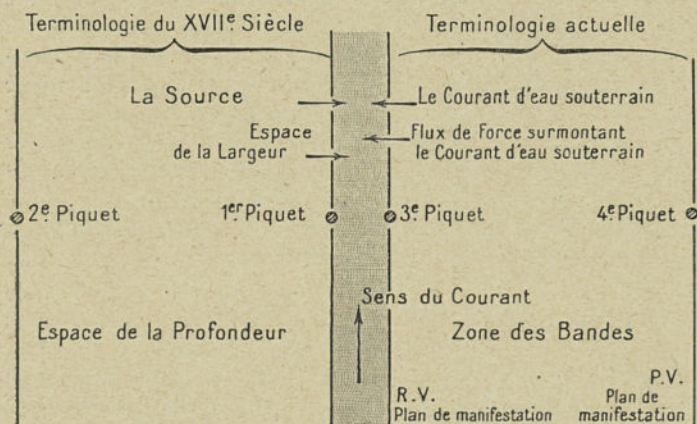 Terminologie du XVIIe. Siècle
Terminologie actuelle
La Source
Le Courant d'eau souterrain
Espace
de la Largeur
Flux de Force surmontant
le Courant d'eau souterrain
2e. Piquet
1er. Piquet
3e. Piquet
4e. Piquet
Sens du Courant
Espace de la Profondeur
Zone des Bandes
R.V.
Plan de manifestation
P.V.
Plan de
manifestation